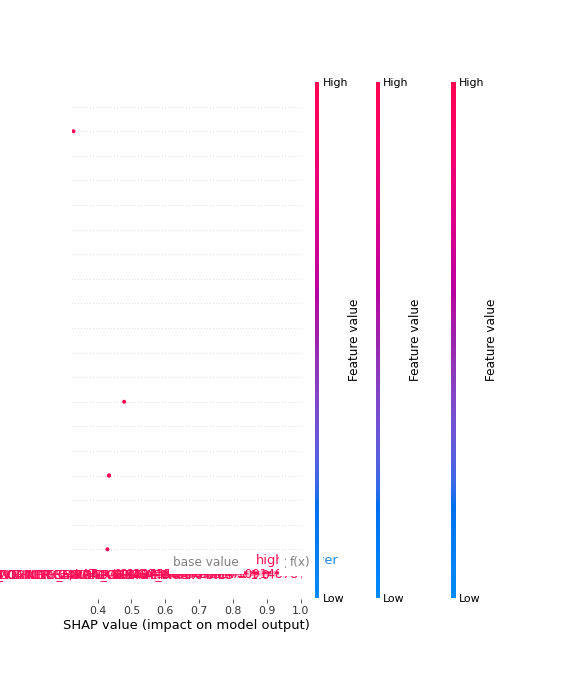 High
High
High
Feature value
Feature value
Feature value
base value
f(x)
Low
Low
Low
0.4
0.5
0.6
0.7
0.8
0.9
1.0
SHAP value (impact on model output)